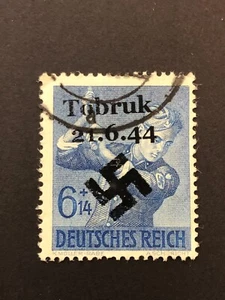 Tobruk
21.6.44
6+14
DEUTSCHES REICH